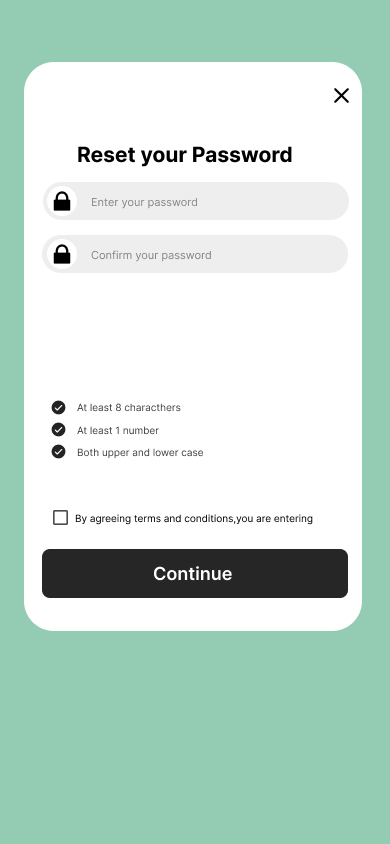 Reset your Password
Enter your password
Confirm your password
At least 8 characthers
At least 1 number
Both upper and lower case
By agreeing terms and conditions,you are entering
Continue